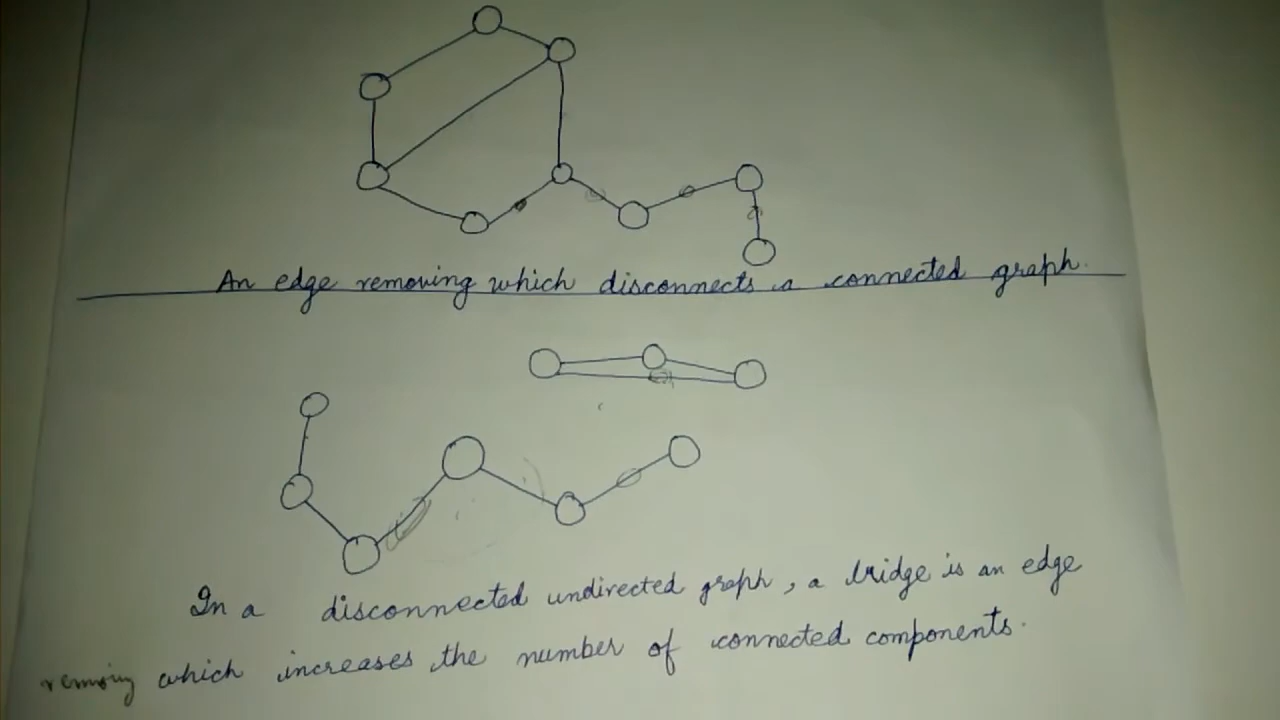 An edge removing which disconnects a connected graph.
In a disconnected undirected graph, a bridge is an edge
removing which increases the number of connected components.